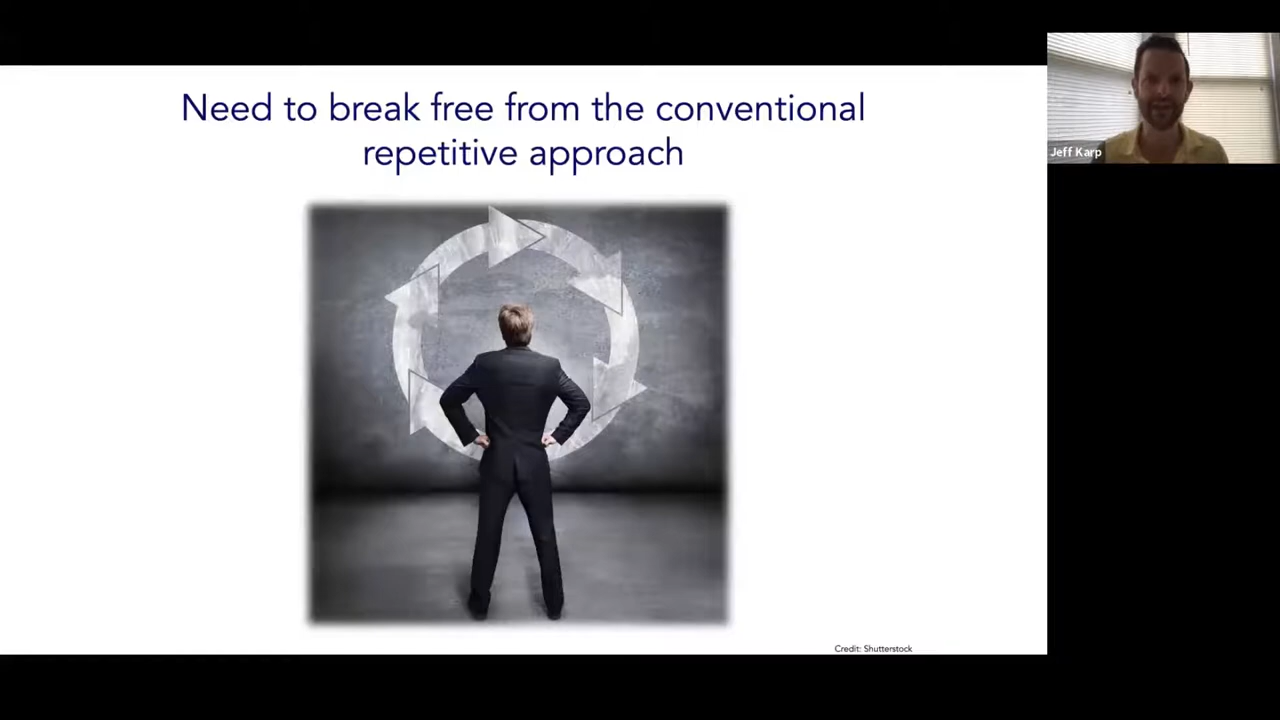 Need to break free from the conventional
repetitive approach
Jeff Karp
Credit: Shutterstock